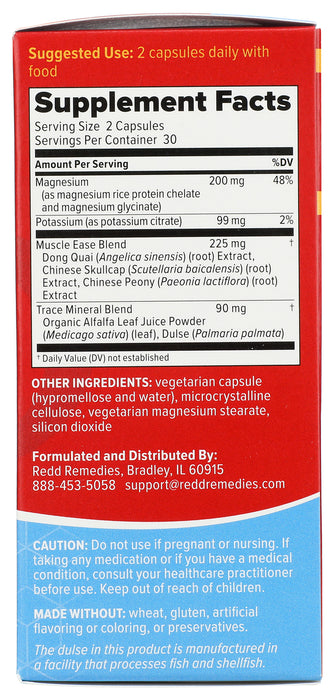 Suggested Use: 2 capsules daily with
food
Supplement Facts
Serving Size 2 Capsules
Servings Per Container 30
Amount Per Serving %DV
Magnesium 200 mg 48%
(as magnesium rice protein chelate
and magnesium glycinate)
Potassium (as potassium citrate) 99 mg 2%
Muscle Ease Blend 225 mg †
Dong Quai (Angelica sinensis) (root) Extract,
Chinese Skullcap (Scutellaria baicalensis) (root)
Extract, Chinese Peony (Paeonia lactiflora) (root)
Extract
Trace Mineral Blend 90 mg †
Organic Alfalfa Leaf Juice Powder
(Medicago sativa) (leaf), Dulse (Palmaria palmata)
† Daily Value (DV) not established
OTHER INGREDIENTS: vegetarian capsule
(hypromellose and water), microcrystalline
cellulose, vegetarian magnesium stearate,
silicon dioxide
Formulated and Distributed By:
Redd Remedies, Bradley, IL 60915
888-453-5058 support@reddremedies.com
CAUTION: Do not use if pregnant or nursing. If
taking any medication or if you have a medical
condition, consult your healthcare practitioner
before use. Keep out of reach of children.
MADE WITHOUT: wheat, gluten, artificial
flavoring or coloring, or preservatives.
The dulse in this product is manufactured in
a facility that processes fish and shellfish.